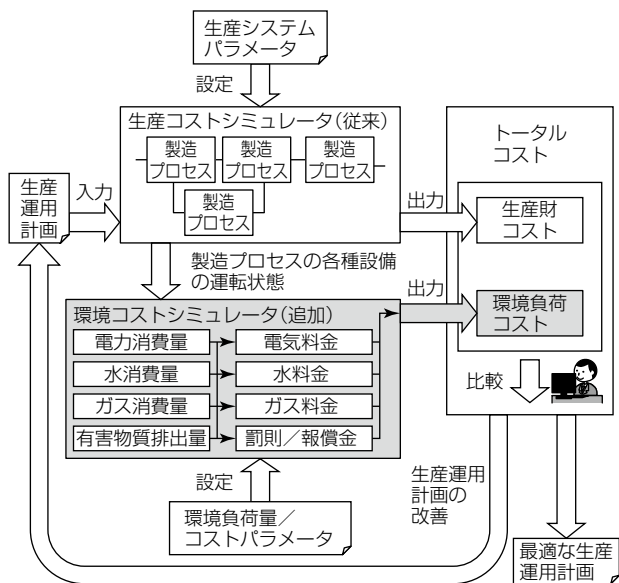 生産システム
パラメータ
設定
生産コストシミュレータ(従来)
製造
プロセス
製造
プロセス
製造
プロセス
製造
プロセス
生産
運用
計画
入力
出力
トータル
コスト
生産財
コスト
製造プロセスの各種設備
の運転状態
出力
環境負荷
コスト
環境コストシミュレータ(追加)
電力消費量
電気料金
水消費量
水料金
ガス消費量
ガス料金
有害物質排出量
罰則/報償金
比較
設定
環境負荷量/
コストパラメータ
生産運用
計画の
改善
最適な生産
運用計画